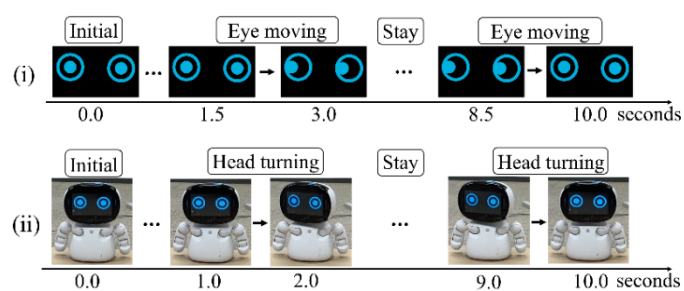 Initial Eye moving Stay Eye moving
(i) ... ...
0.0 1.5 3.0 8.5 10.0 seconds
Initial Head turning Stay Head turning
(ii) ... ...
0.0 1.0 2.0 9.0 10.0 seconds